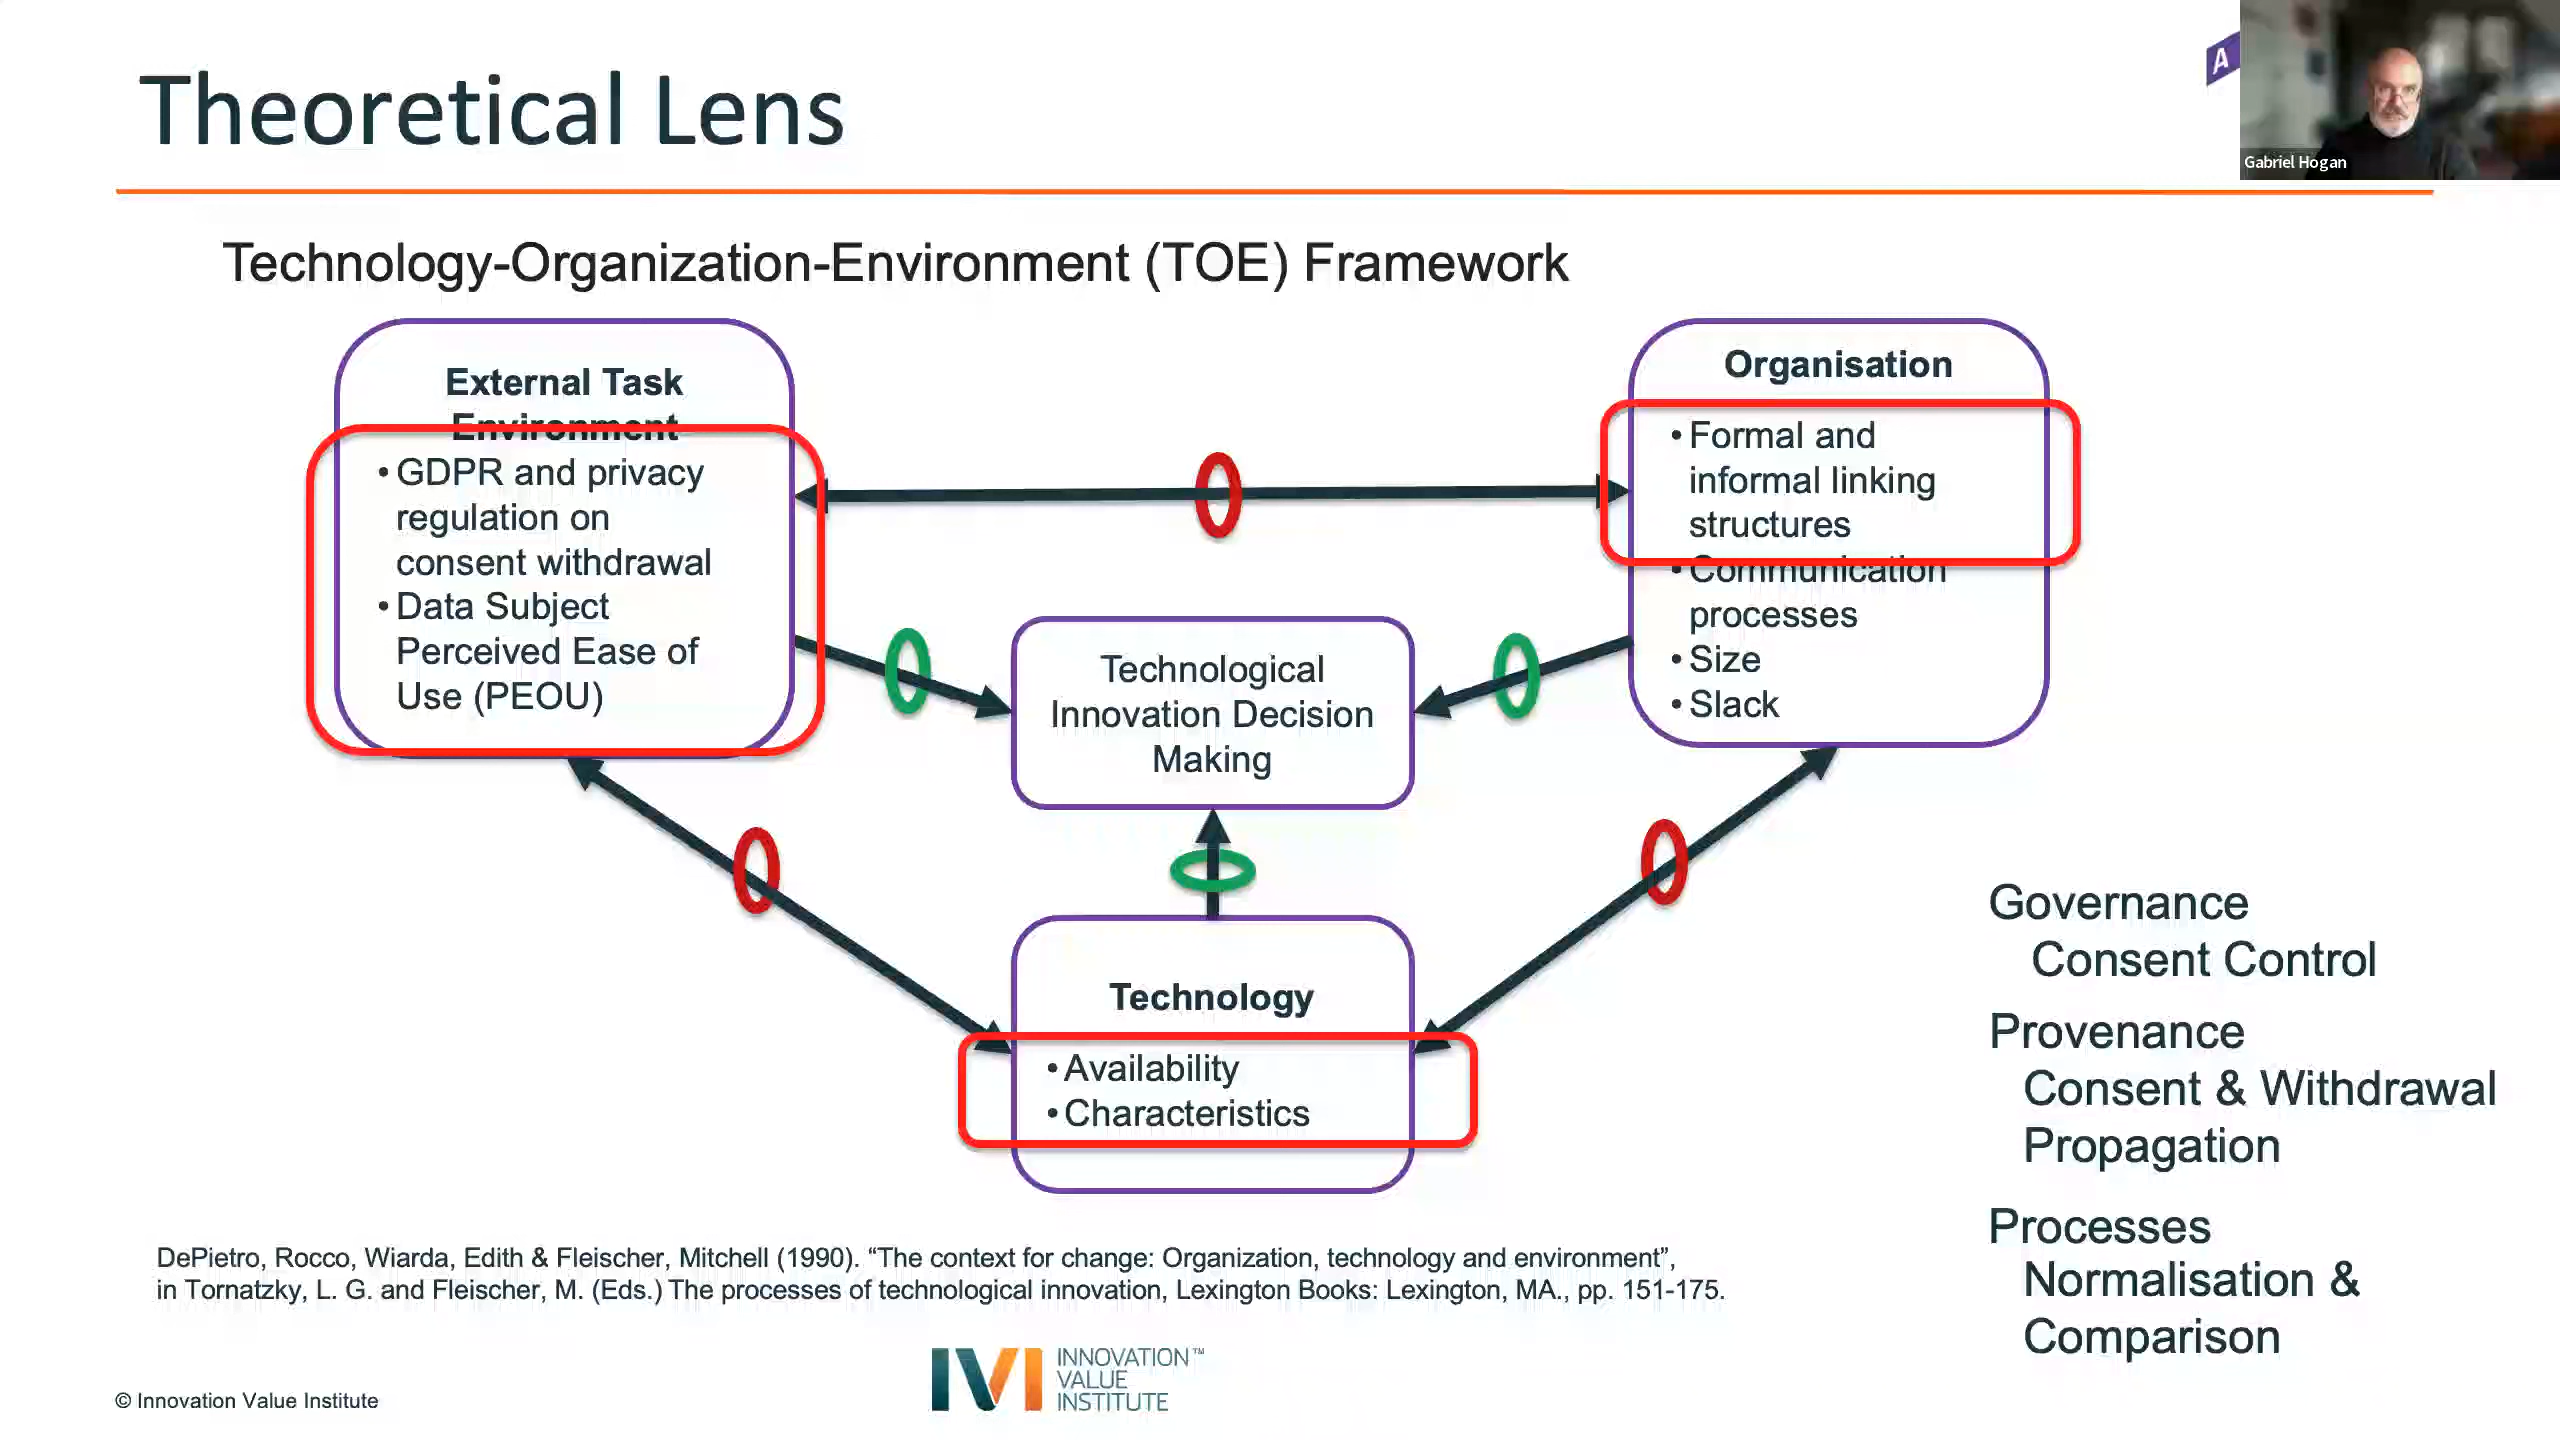 Theoretical Lens
A
Gabriel Hogan
Technology-Organization-Environment (TOE) Framework
External Task
Environment
• GDPR and privacy
regulation on
consent withdrawal
• Data Subject
Perceived Ease of
Use (PEOU)
Organisation
• Formal and
informal linking
structures
• Communication
processes
• Size
• Slack
Technological
Innovation Decision
Making
Technology
• Availability
• Characteristics
Governance
Consent Control
Provenance
Consent & Withdrawal
Propagation
Processes
Normalisation &
Comparison
DePietro, Rocco, Wiarda, Edith & Fleischer, Mitchell (1990). “The context for change: Organization, technology and environment”,
in Tornatzky, L. G. and Fleischer, M. (Eds.) The processes of technological innovation, Lexington Books: Lexington, MA., pp. 151-175.
IVI
INNOVATION™
VALUE
INSTITUTE
© Innovation Value Institute